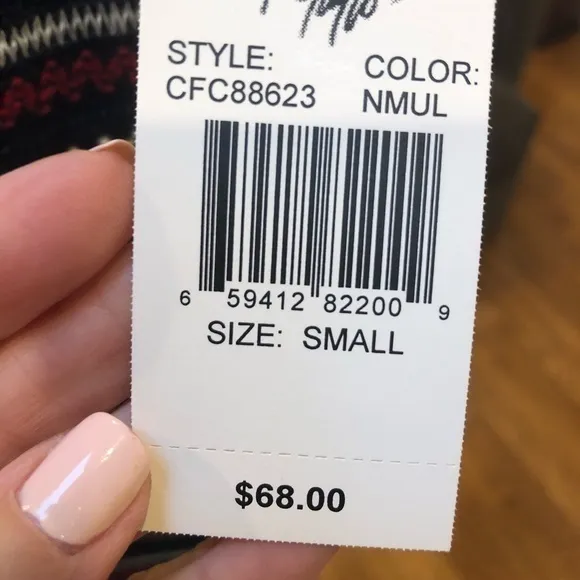 STYLE: COLOR:
CFC88623 NMUL
6 59412 82200 9
SIZE: SMALL
$68.00